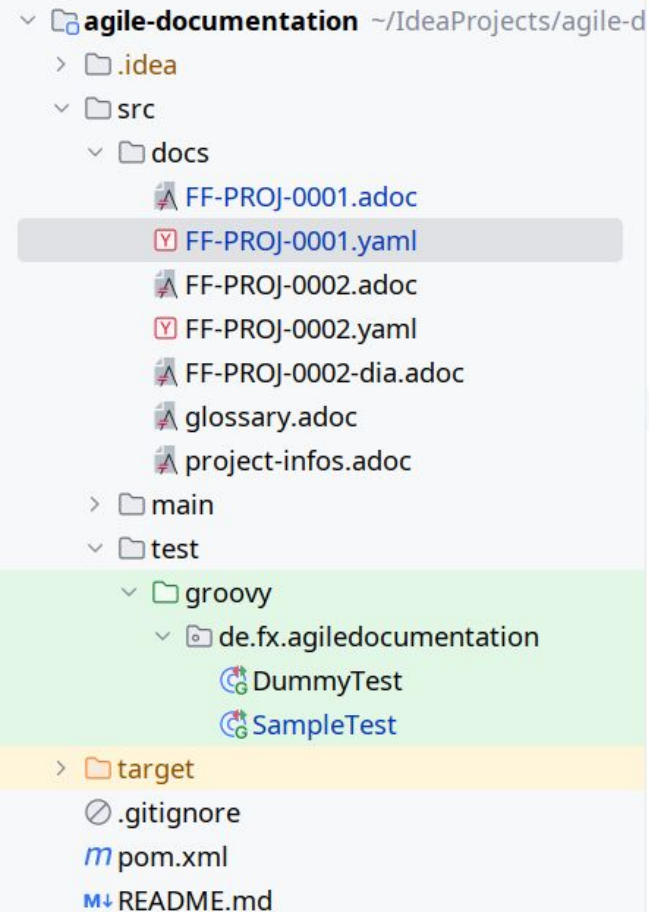 agile-documentation ~/IdeaProjects/agile-d
.idea
src
docs
FF-PROJ-0001.adoc
Y FF-PROJ-0001.yaml
FF-PROJ-0002.adoc
Y FF-PROJ-0002.yaml
FF-PROJ-0002-dia.adoc
glossary.adoc
project-infos.adoc
main
test
groovy
de.fx.agiledocumentation
G DummyTest
G SampleTest
target
.gitignore
m pom.xml
M↓ README.md